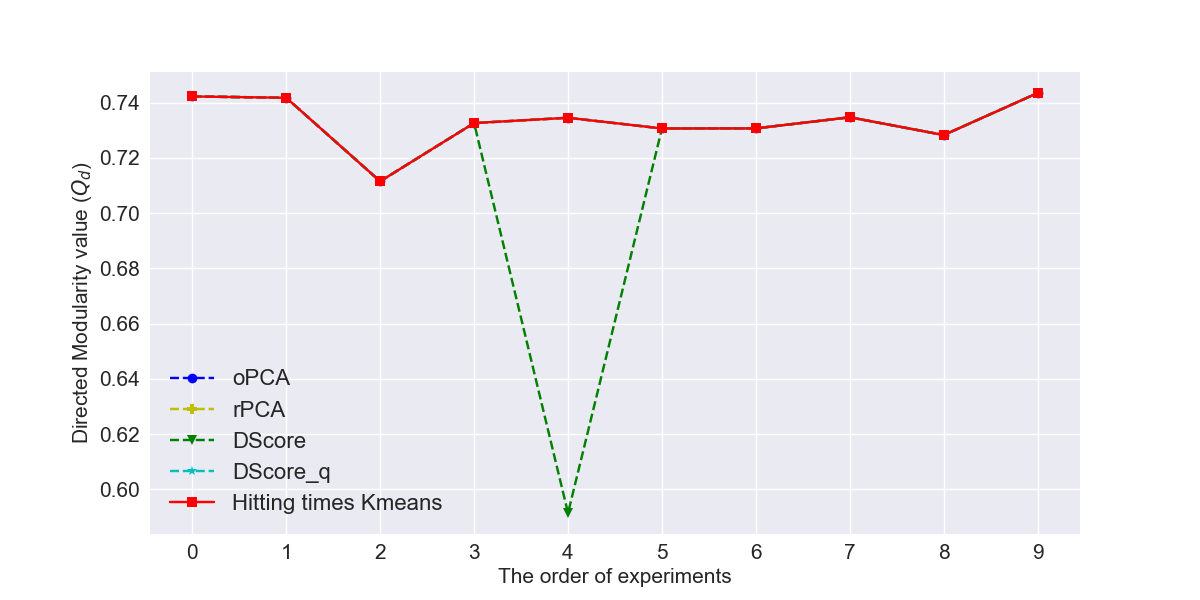 Directed Modularity value (Q_d)
0.74
0.72
0.70
0.68
0.66
0.64
0.62
0.60
oPCA
rPCA
DScore
DScore_q
Hitting times Kmeans
0 1 2 3 4 5 6 7 8 9
The order of experiments